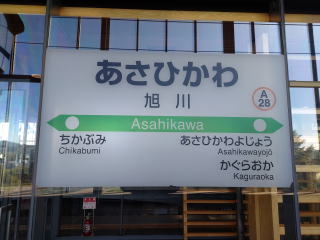 あさひかわ
旭川
A
28
Asahikawa
ちかぶみ
Chikabumi
あさひかわよじょう
Asahikawayojō
かぐらおか
Kaguraoka